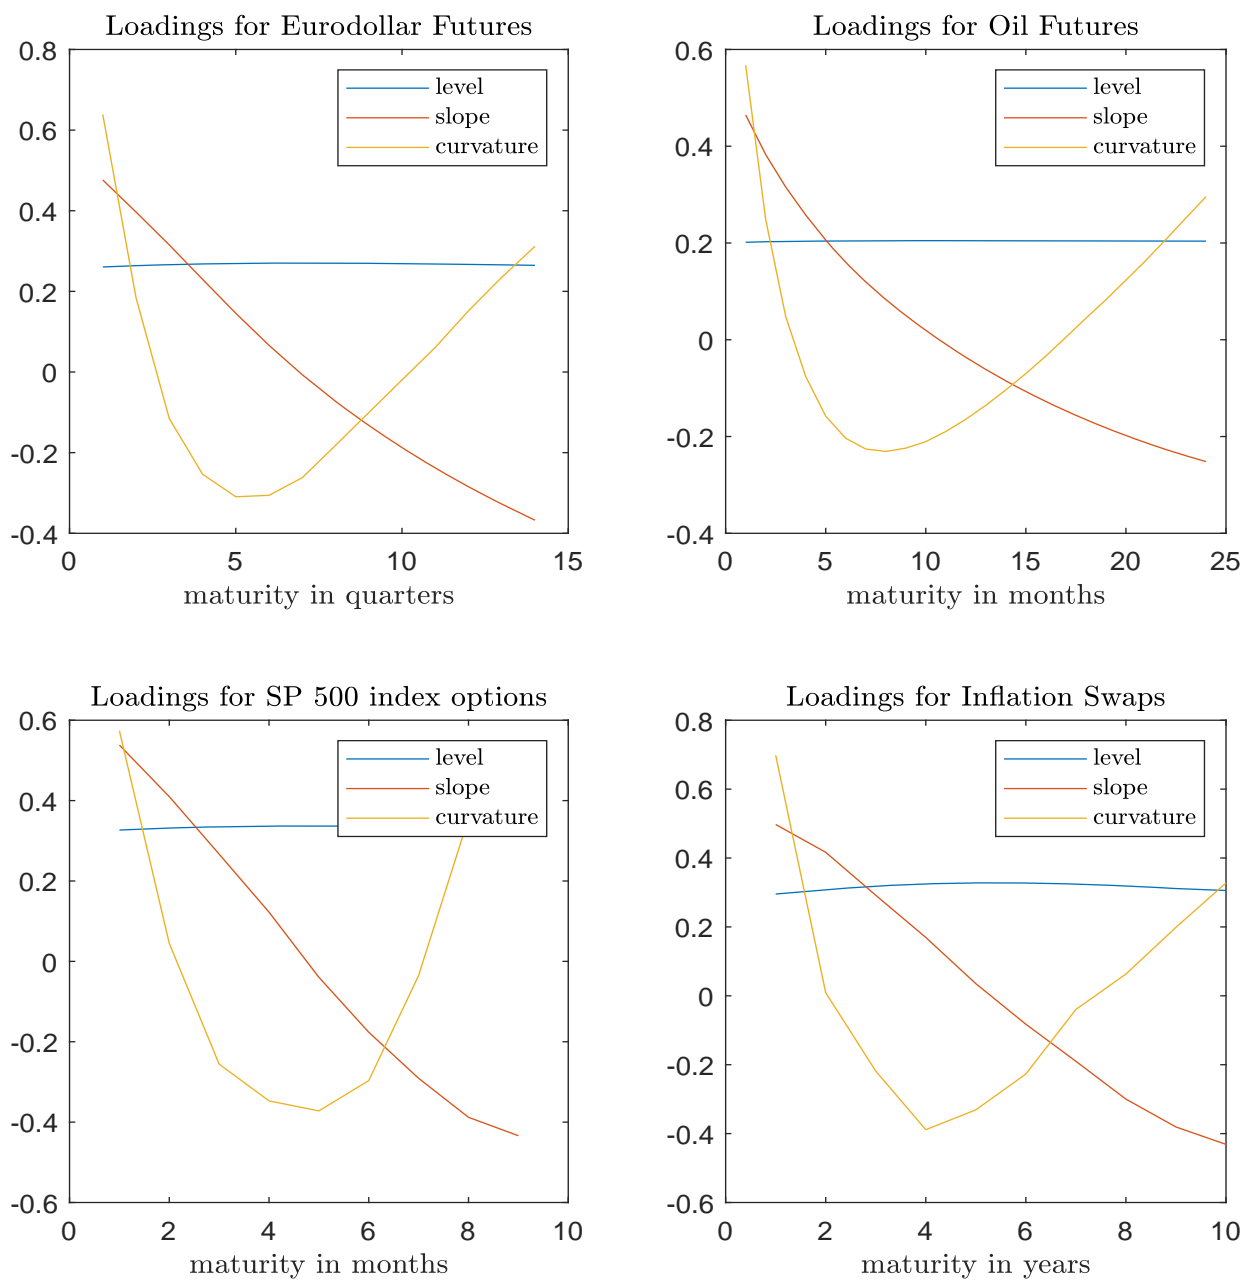 Loadings for Eurodollar Futures
0.8
0.6
0.4
0.2
0
-0.2
-0.4
level
slope
curvature
0 5 10 15
maturity in quarters
Loadings for Oil Futures
0.6
0.4
0.2
0
-0.2
-0.4
level
slope
curvature
0 5 10 15 20 25
maturity in months
Loadings for SP 500 index options
0.6
0.4
0.2
0
-0.2
-0.4
-0.6
level
slope
curvature
0 2 4 6 8 10
maturity in months
Loadings for Inflation Swaps
0.8
0.6
0.4
0.2
0
-0.2
-0.4
-0.6
level
slope
curvature
0 2 4 6 8 10
maturity in years